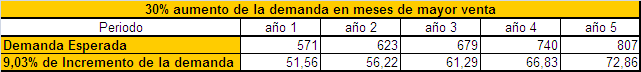 30% aumento de la demanda en meses de mayor venta
Periodo año 1 año 2 año 3 año 4 año 5
Demanda Esperada 571 623 679 740 807
9,03% de Incremento de la demanda 51,56 56,22 61,29 66,83 72,86